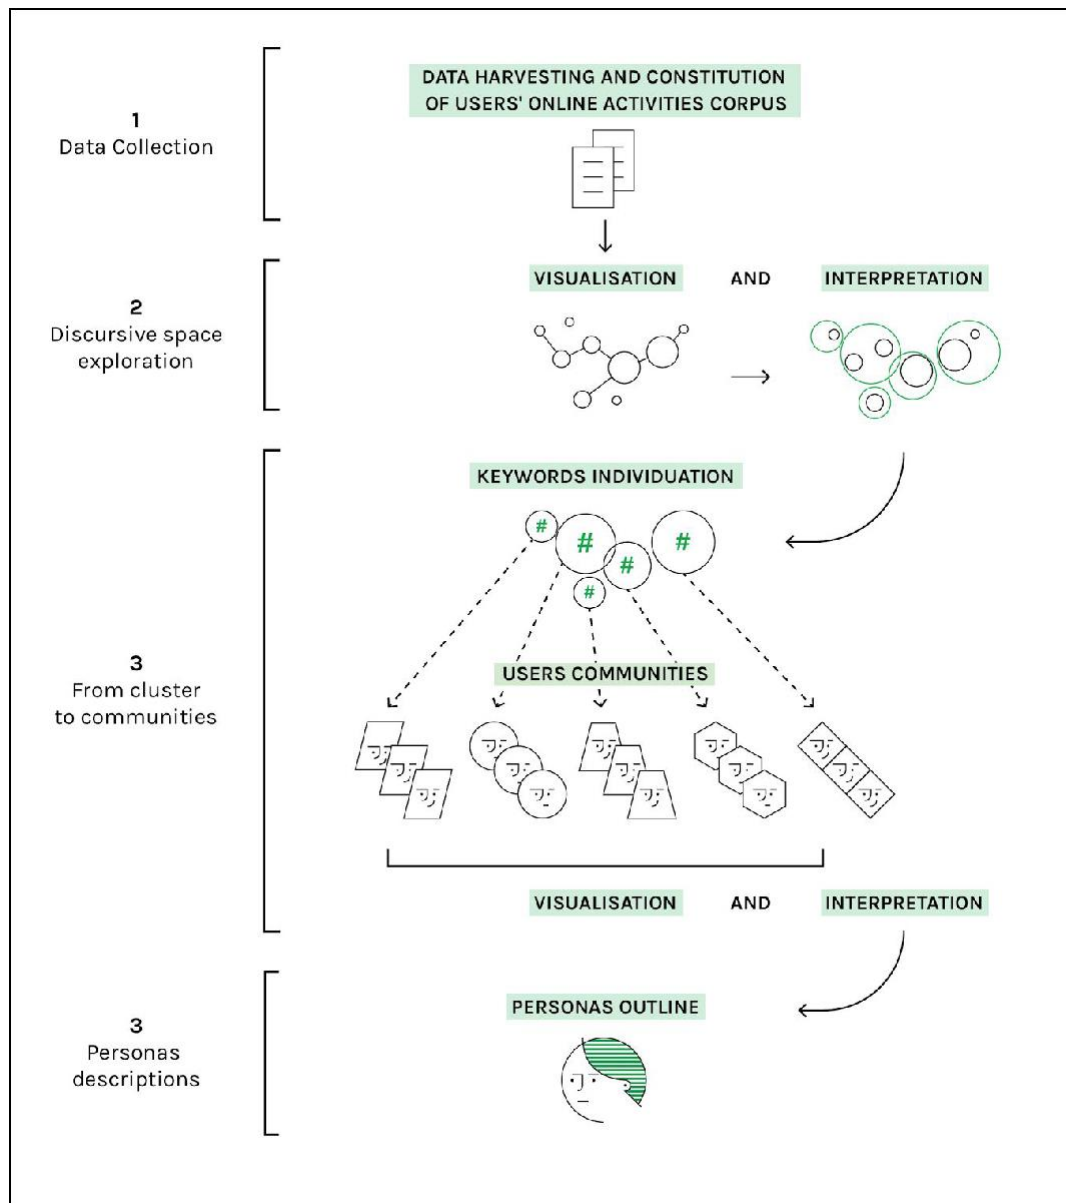 1
Data Collection
DATA HARVESTING AND CONSTITUTION
OF USERS' ONLINE ACTIVITIES CORPUS
2
Discursive space
exploration
VISUALISATION AND INTERPRETATION
3
From cluster
to communities
KEYWORDS INDIVIDUATION
#
#
#
#
#
USERS COMMUNITIES
VISUALISATION AND INTERPRETATION
3
Personas
descriptions
PERSONAS OUTLINE